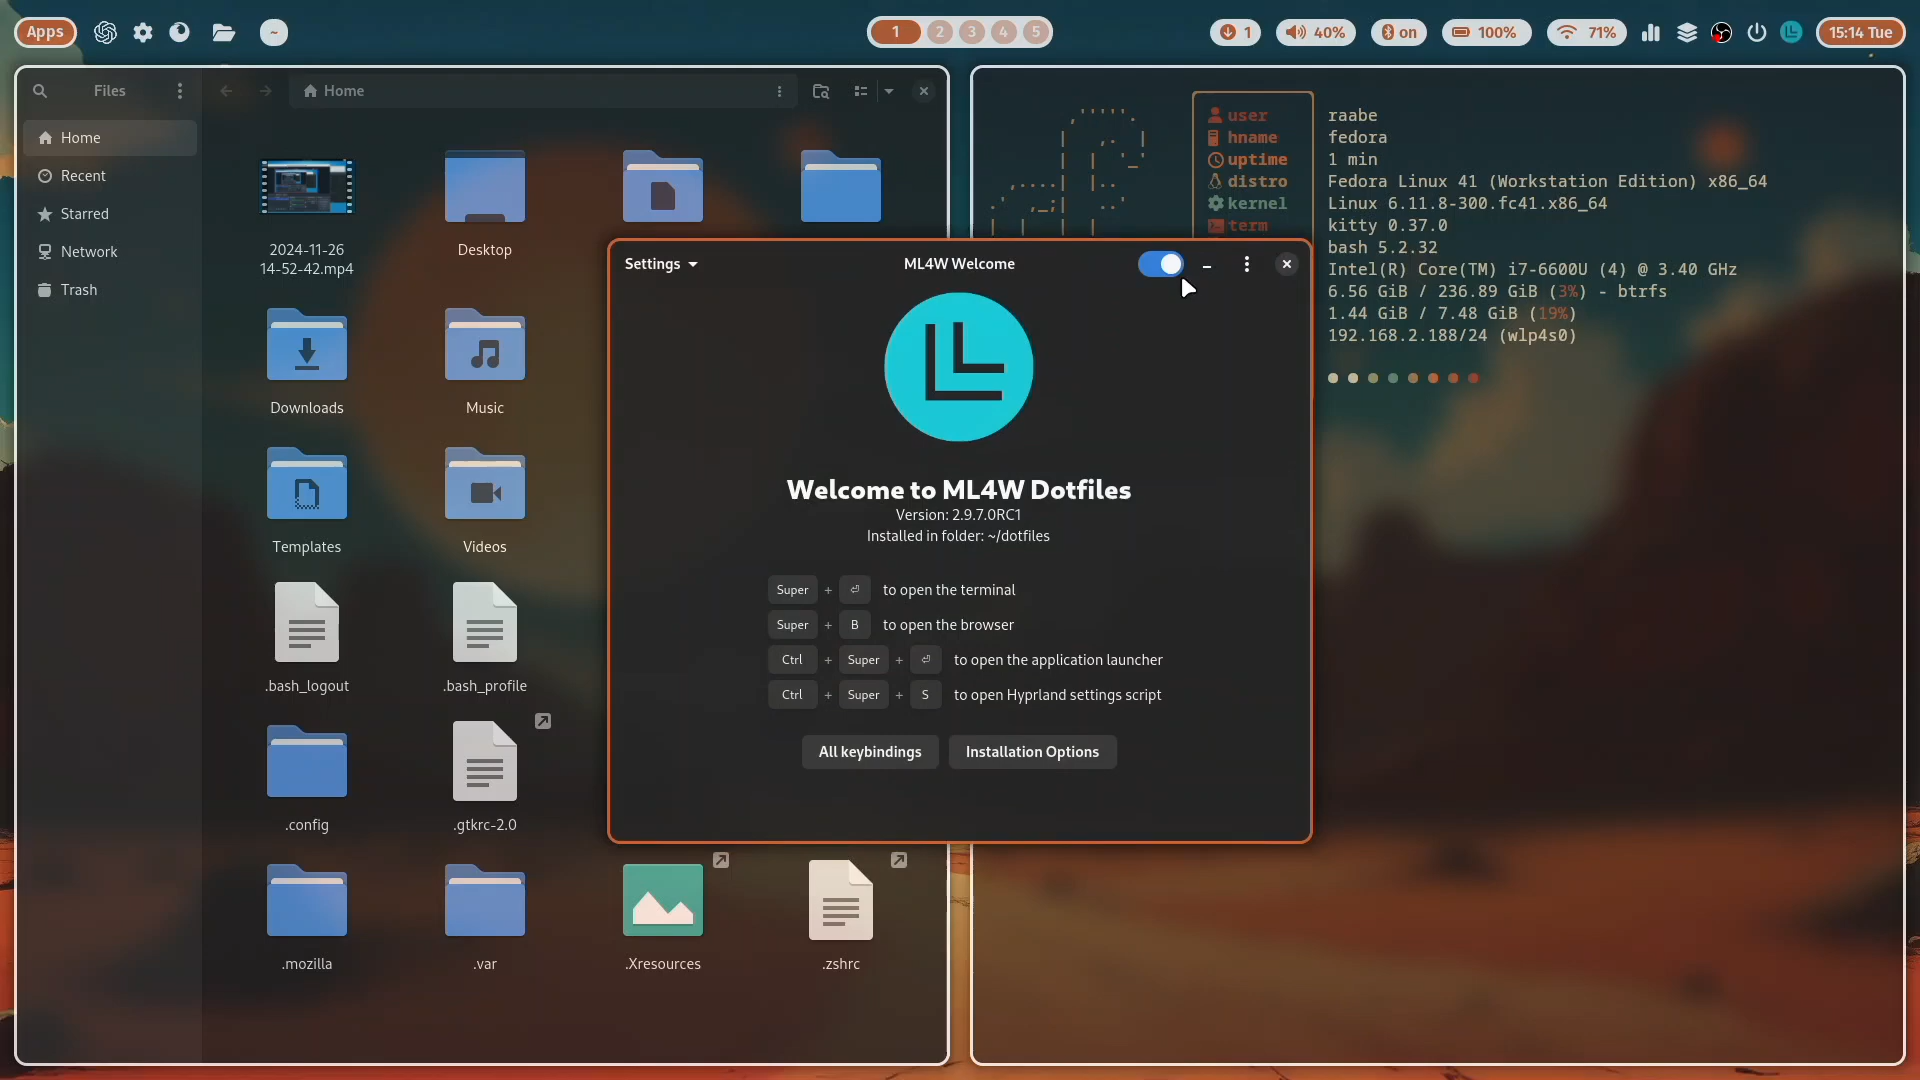 Apps
~
1 2 3 4 5
1
40%
on
100%
71%
15:14 Tue
Files
Home
Home
Recent
Starred
Network
Trash
2024-11-26
14-52-42.mp4
Desktop
Downloads
Music
Templates
Videos
.bash_logout
.bash_profile
.config
.gtkrc-2.0
.mozilla
.var
.Xresources
.zshrc
user raabe
hname fedora
uptime 1 min
distro Fedora Linux 41 (Workstation Edition) x86_64
kernel Linux 6.11.8-300.fc41.x86_64
term kitty 0.37.0
bash 5.2.32
Intel(R) Core(TM) i7-6600U (4) @ 3.40 GHz
6.56 GiB / 236.89 GiB (3%) - btrfs
1.44 GiB / 7.48 GiB (19%)
192.168.2.188/24 (wlp4s0)
Settings
ML4W Welcome
Welcome to ML4W Dotfiles
Version: 2.9.7.0RC1
Installed in folder: ~/dotfiles
Super + ⏎ to open the terminal
Super + B to open the browser
Ctrl + Super + ⏎ to open the application launcher
Ctrl + Super + S to open Hyprland settings script
All keybindings
Installation Options